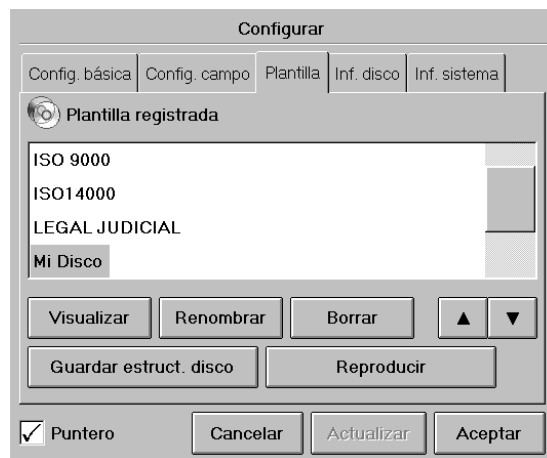 Configurar
Config. básica Config. campo Plantilla Inf. disco Inf. sistema
Plantilla registrada
ISO 9000
ISO14000
LEGAL JUDICIAL
Mi Disco
Visualizar Renombrar Borrar ▲ ▼
Guardar estruct. disco Reproducir
Puntero Cancelar Actualizar Aceptar